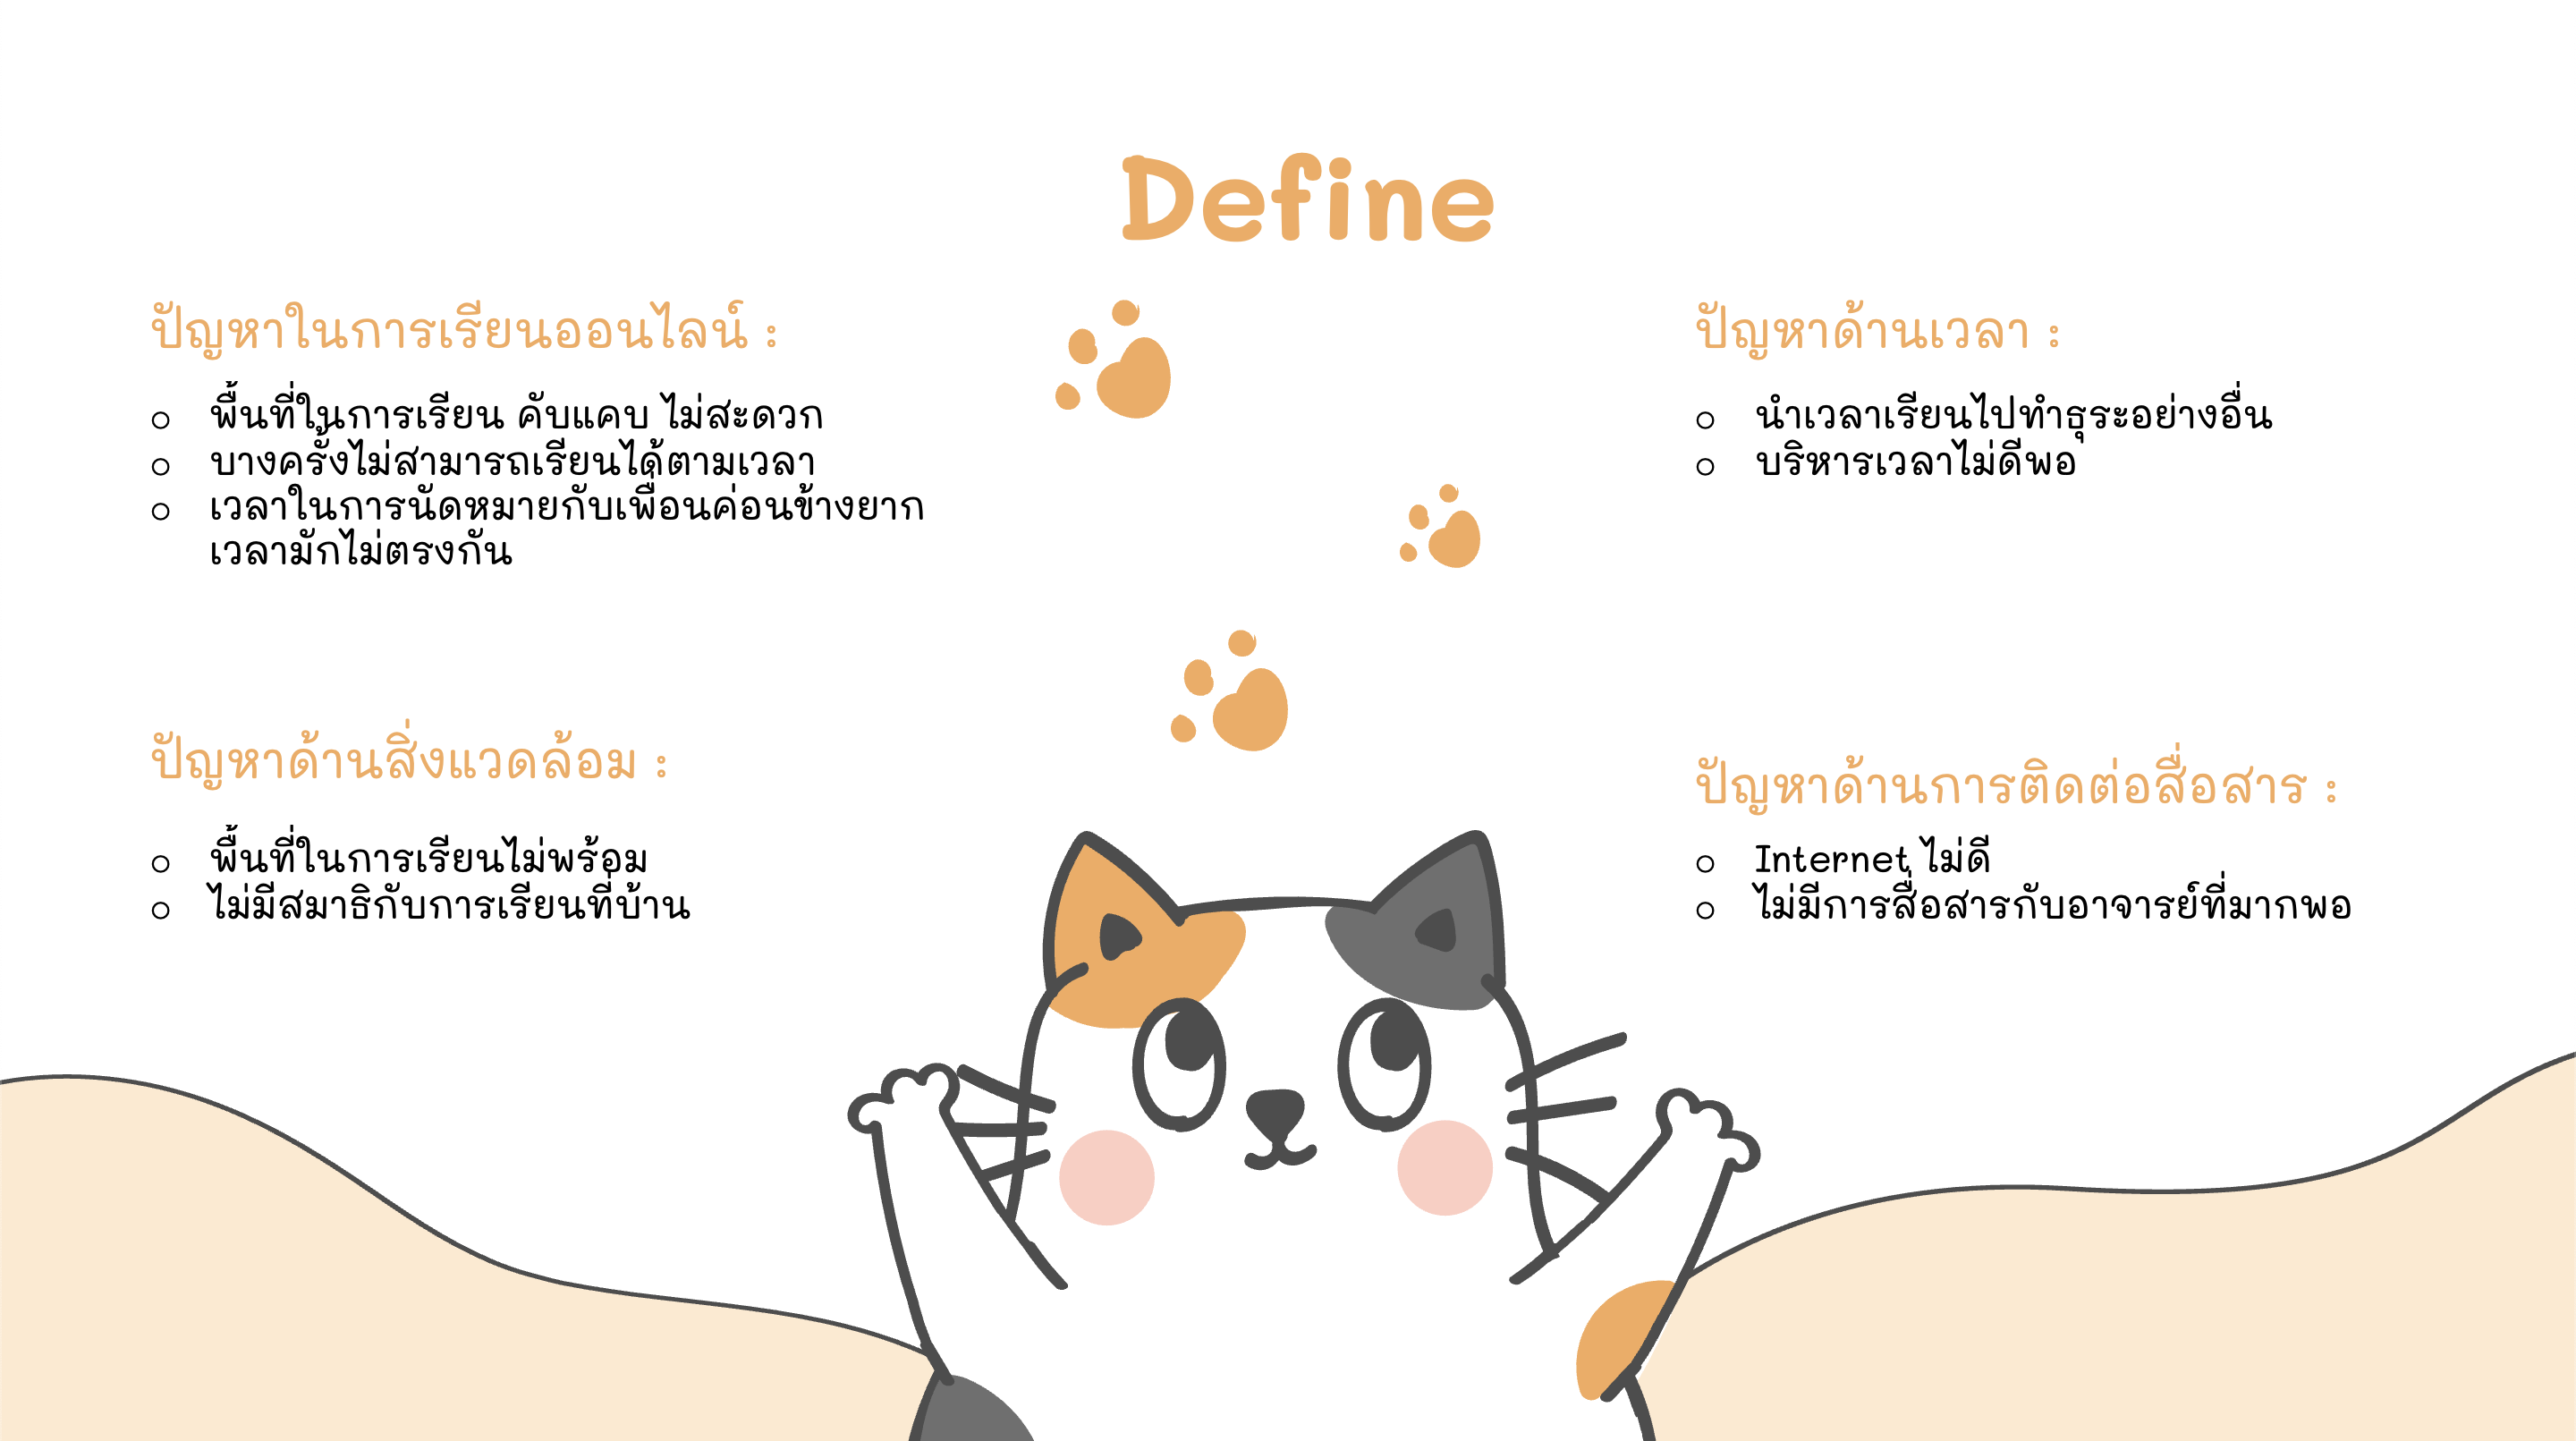 Define
ปัญหาในการเรียนออนไลน์ :
○ พื้นที่ในการเรียน คับแคบ ไม่สะดวก
○ บางครั้งไม่สามารถเรียนได้ตามเวลา
○ เวลาในการนัดหมายกับเพื่อนค่อนข้างยาก
เวลามักไม่ตรงกัน
ปัญหาด้านเวลา :
○ นำเวลาเรียนไปทำธุระอย่างอื่น
○ บริหารเวลาไม่ดีพอ
ปัญหาด้านสิ่งแวดล้อม :
○ พื้นที่ในการเรียนไม่พร้อม
○ ไม่มีสมาธิกับการเรียนที่บ้าน
ปัญหาด้านการติดต่อสื่อสาร :
○ Internet ไม่ดี
○ ไม่มีการสื่อสารกับอาจารย์ที่มากพอ